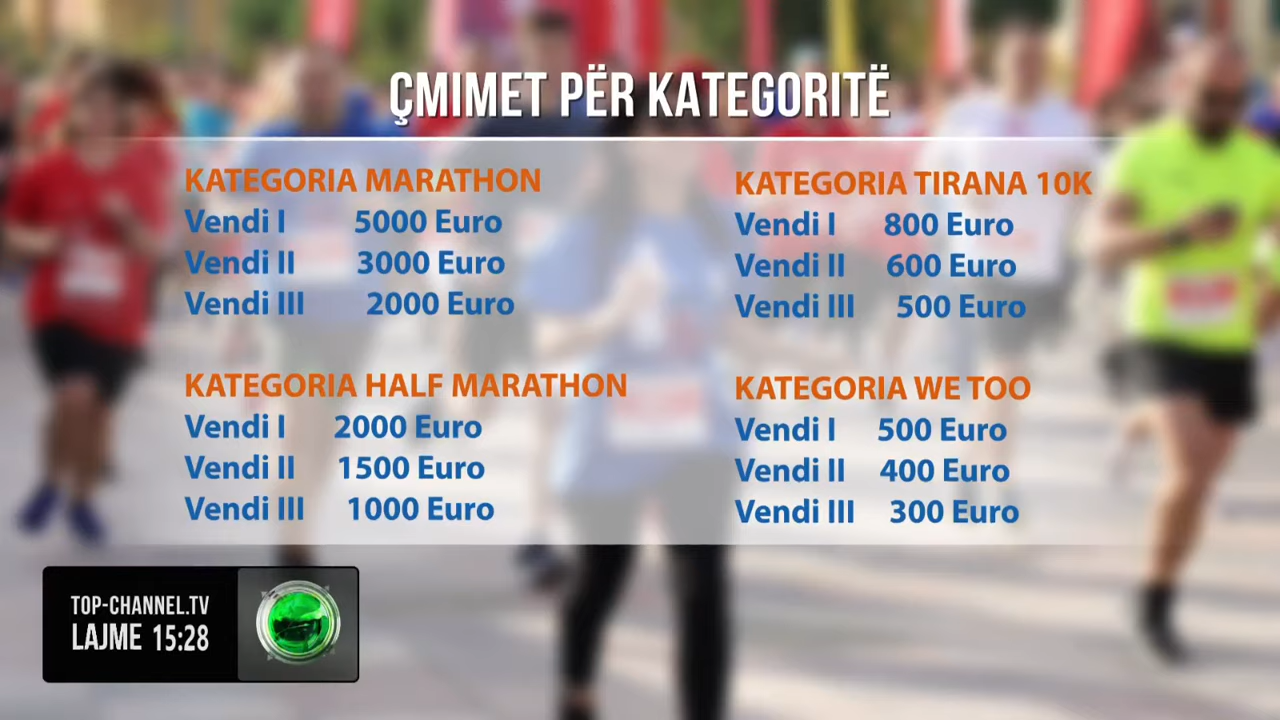 ÇMIMET PËR KATEGORITË
KATEGORIA MARATHON
Vendi I 5000 Euro
Vendi II 3000 Euro
Vendi III 2000 Euro
KATEGORIA HALF MARATHON
Vendi I 2000 Euro
Vendi II 1500 Euro
Vendi III 1000 Euro
KATEGORIA TIRANA 10K
Vendi I 800 Euro
Vendi II 600 Euro
Vendi III 500 Euro
KATEGORIA WE TOO
Vendi I 500 Euro
Vendi II 400 Euro
Vendi III 300 Euro
TOP-CHANNEL.TV
LAJME 15:28